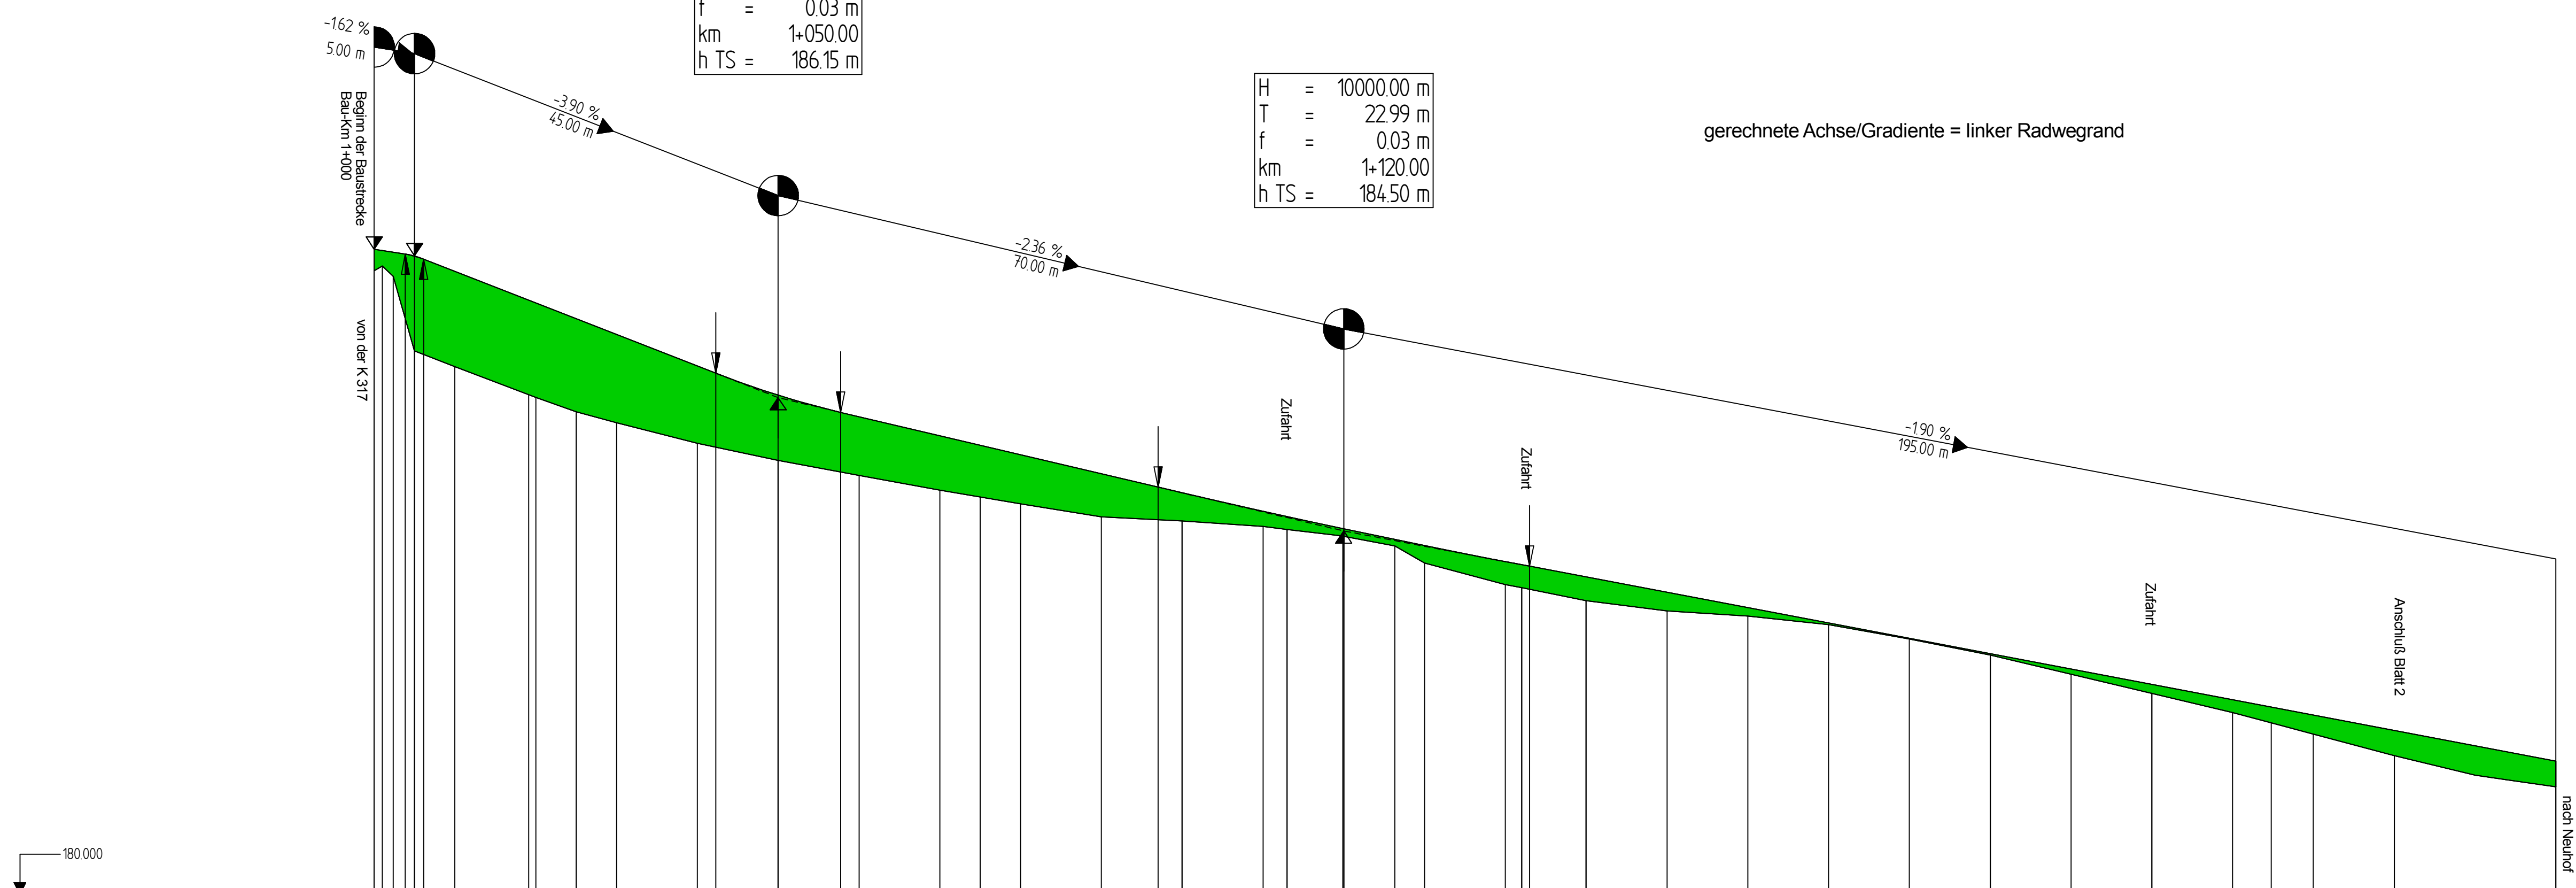 f = 0.03 m
km 1+050.00
h TS = 186.15 m
-1.62 %
5.00 m
Beginn der Baustrecke
Bau-Km 1+000
-3.90 %
45.00 m
H = 10000.00 m
T = 22.99 m
f = 0.03 m
km 1+120.00
h TS = 184.50 m
gerechnete Achse/Gradiente = linker Radwegrand
-2.36 %
70.00 m
von der K 317
Zufahrt
Zufahrt
-1.90 %
195.00 m
Zufahrt
Anschluß Blatt 2
nach Neuhof
180.000